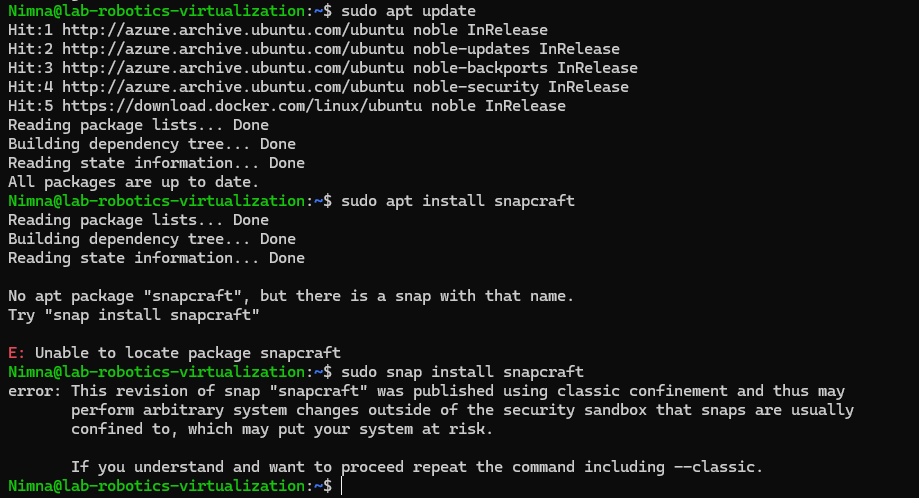 Nimna@lab-robotics-virtualization:~$ sudo apt update
Hit:1 http://azure.archive.ubuntu.com/ubuntu noble InRelease
Hit:2 http://azure.archive.ubuntu.com/ubuntu noble-updates InRelease
Hit:3 http://azure.archive.ubuntu.com/ubuntu noble-backports InRelease
Hit:4 http://azure.archive.ubuntu.com/ubuntu noble-security InRelease
Hit:5 https://download.docker.com/linux/ubuntu noble InRelease
Reading package lists... Done
Building dependency tree... Done
Reading state information... Done
All packages are up to date.
Nimna@lab-robotics-virtualization:~$ sudo apt install snapcraft
Reading package lists... Done
Building dependency tree... Done
Reading state information... Done
No apt package "snapcraft", but there is a snap with that name.
Try "snap install snapcraft"
E: Unable to locate package snapcraft
Nimna@lab-robotics-virtualization:~$ sudo snap install snapcraft
error: This revision of snap "snapcraft" was published using classic confinement and thus may
perform arbitrary system changes outside of the security sandbox that snaps are usually
confined to, which may put your system at risk.
If you understand and want to proceed repeat the command including --classic.
Nimna@lab-robotics-virtualization:~$